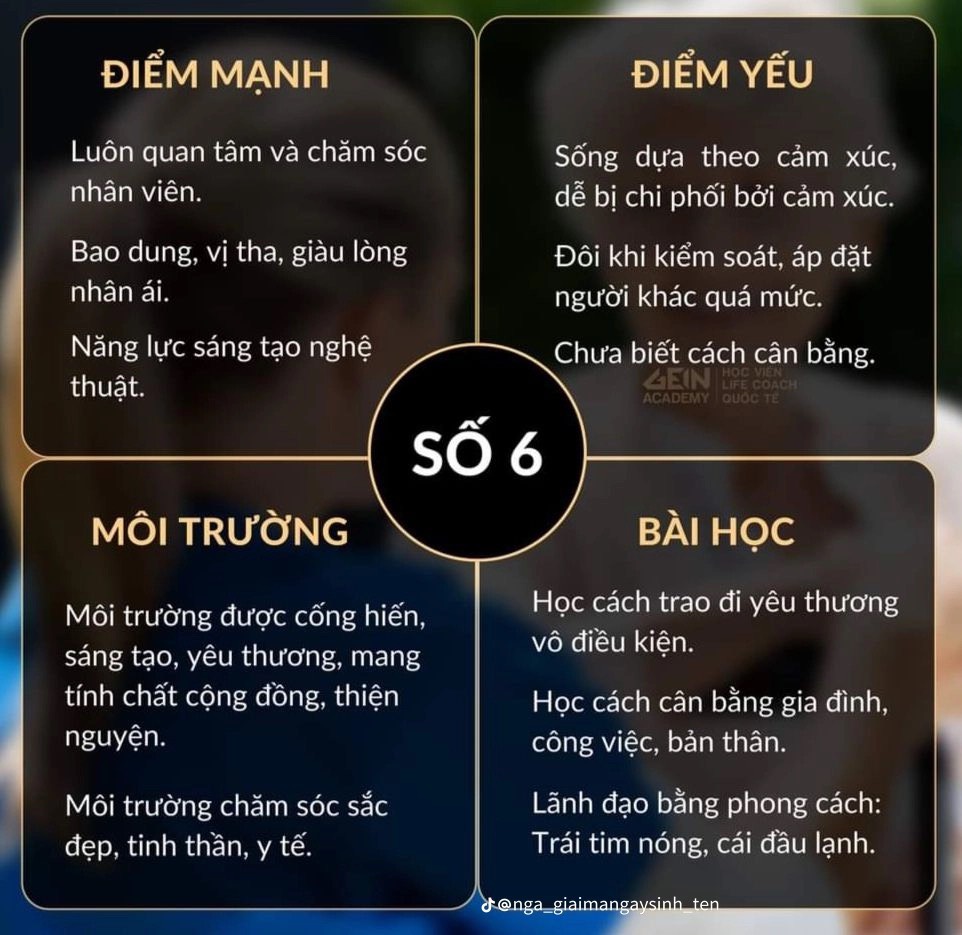 ĐIỂM MẠNH
Luôn quan tâm và chăm sóc
nhân viên.
Bao dung, vị tha, giàu lòng
nhân ái.
Năng lực sáng tạo nghệ
thuật.
ĐIỂM YẾU
Sống dựa theo cảm xúc,
dễ bị chi phối bởi cảm xúc.
Đôi khi kiểm soát, áp đặt
người khác quá mức.
Chưa biết cách cân bằng.
GEIN
ACADEMY
HỌC VIỆN
LIFE COACH
QUỐC TẾ
SỐ 6
MÔI TRƯỜNG
Môi trường được cống hiến,
sáng tạo, yêu thương, mang
tính chất cộng đồng, thiện
nguyện.
Môi trường chăm sóc sắc
đẹp, tinh thần, y tế.
BÀI HỌC
Học cách trao đi yêu thương
vô điều kiện.
Học cách cân bằng gia đình,
công việc, bản thân.
Lãnh đạo bằng phong cách:
Trái tim nóng, cái đầu lạnh.
@nga_giaimangaysinh_ten